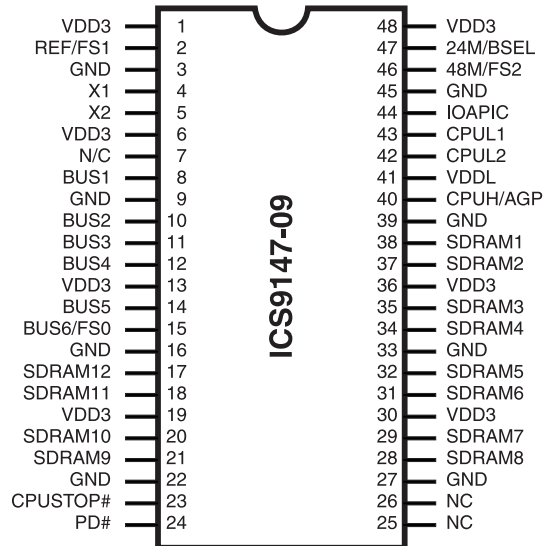 VDD3 1 48 VDD3
REF/FS1 2 47 24M/BSEL
GND 3 46 48M/FS2
X1 4 45 GND
X2 5 44 IOAPIC
VDD3 6 43 CPUL1
N/C 7 42 CPUL2
BUS1 8 41 VDDL
GND 9 40 CPUH/AGP
BUS2 10 39 GND
BUS3 11 38 SDRAM1
BUS4 12 37 SDRAM2
VDD3 13 36 VDD3
BUS5 14 35 SDRAM3
BUS6/FS0 15 34 SDRAM4
GND 16 33 GND
SDRAM12 17 32 SDRAM5
SDRAM11 18 31 SDRAM6
VDD3 19 30 VDD3
SDRAM10 20 29 SDRAM7
SDRAM9 21 28 SDRAM8
GND 22 27 GND
CPUSTOP# 23 26 NC
PD# 24 25 NC
ICS9147-09